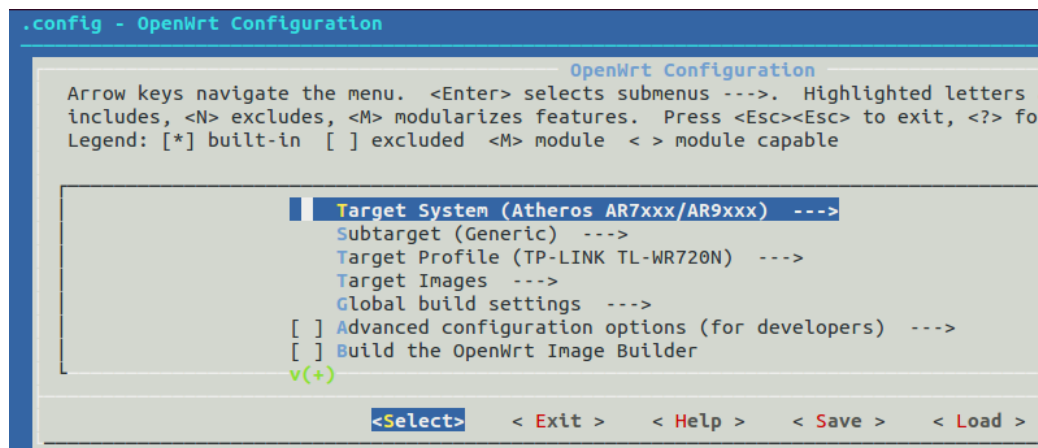 .config - OpenWrt Configuration
OpenWrt Configuration
Arrow keys navigate the menu.  <Enter> selects submenus --->.  Highlighted letters
includes, <N> excludes, <M> modularizes features.  Press <Esc><Esc> to exit, <?> fo
Legend: [*] built-in  [ ] excluded  <M> module  < > module capable
Target System (Atheros AR7xxx/AR9xxx)  --->
Subtarget (Generic)  --->
Target Profile (TP-LINK TL-WR720N)  --->
Target Images  --->
Global build settings  --->
[ ] Advanced configuration options (for developers)  --->
[ ] Build the OpenWrt Image Builder
v(+)
<Select>    < Exit >    < Help >    < Save >    < Load >